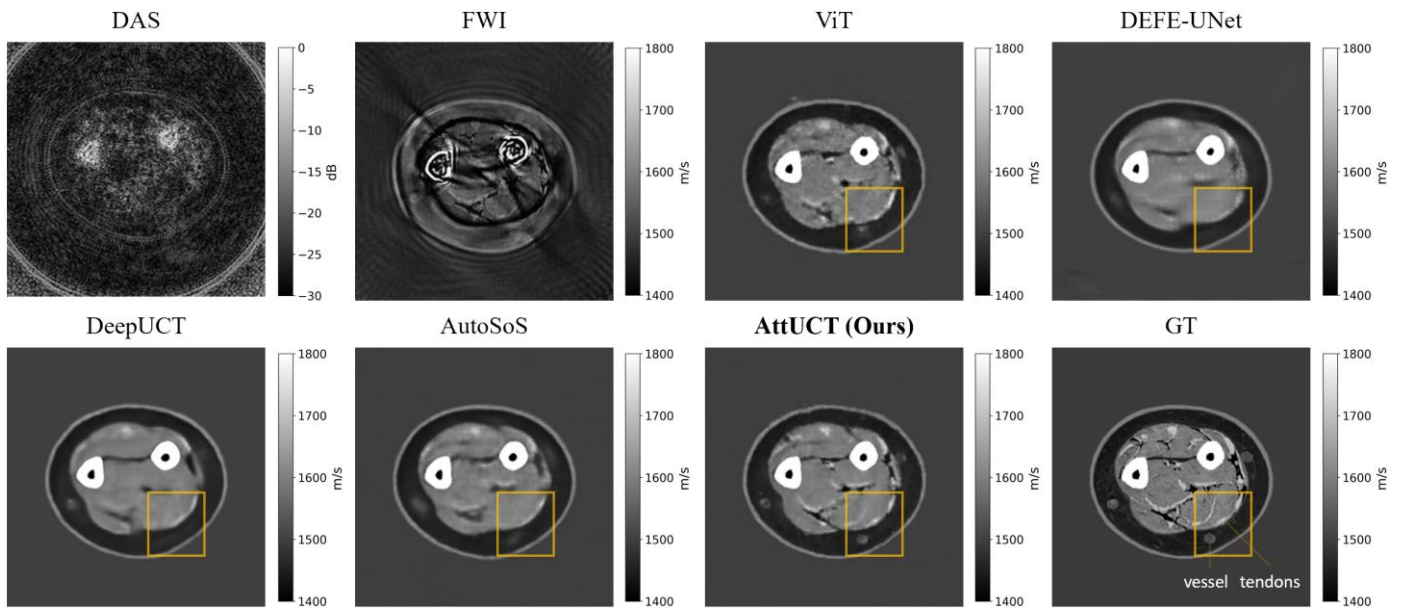 DAS
FWI
ViT
DEFE-UNet
0
−5
−10
−15
−20
−25
−30
dB
1800
1700
1600
1500
1400
m/s
1800
1700
1600
1500
1400
m/s
1800
1700
1600
1500
1400
m/s
DeepUCT
AutoSoS
AttUCT (Ours)
GT
1800
1700
1600
1500
1400
m/s
1800
1700
1600
1500
1400
m/s
1800
1700
1600
1500
1400
m/s
vessel tendons
1800
1700
1600
1500
1400
m/s